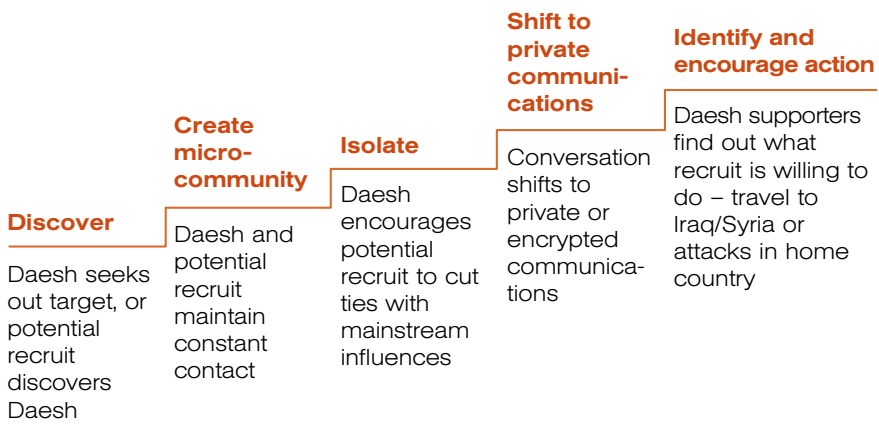 Discover
Daesh seeks
out target, or
potential
recruit
discovers
Daesh
Create
micro-
community
Daesh and
potential
recruit
maintain
constant
contact
Isolate
Daesh
encourages
potential
recruit to cut
ties with
mainstream
influences
Shift to
private
communi-
cations
Conversation
shifts to
private or
encrypted
communica-
tions
Identify and
encourage action
Daesh supporters
find out what
recruit is willing to
do – travel to
Iraq/Syria or
attacks in home
country